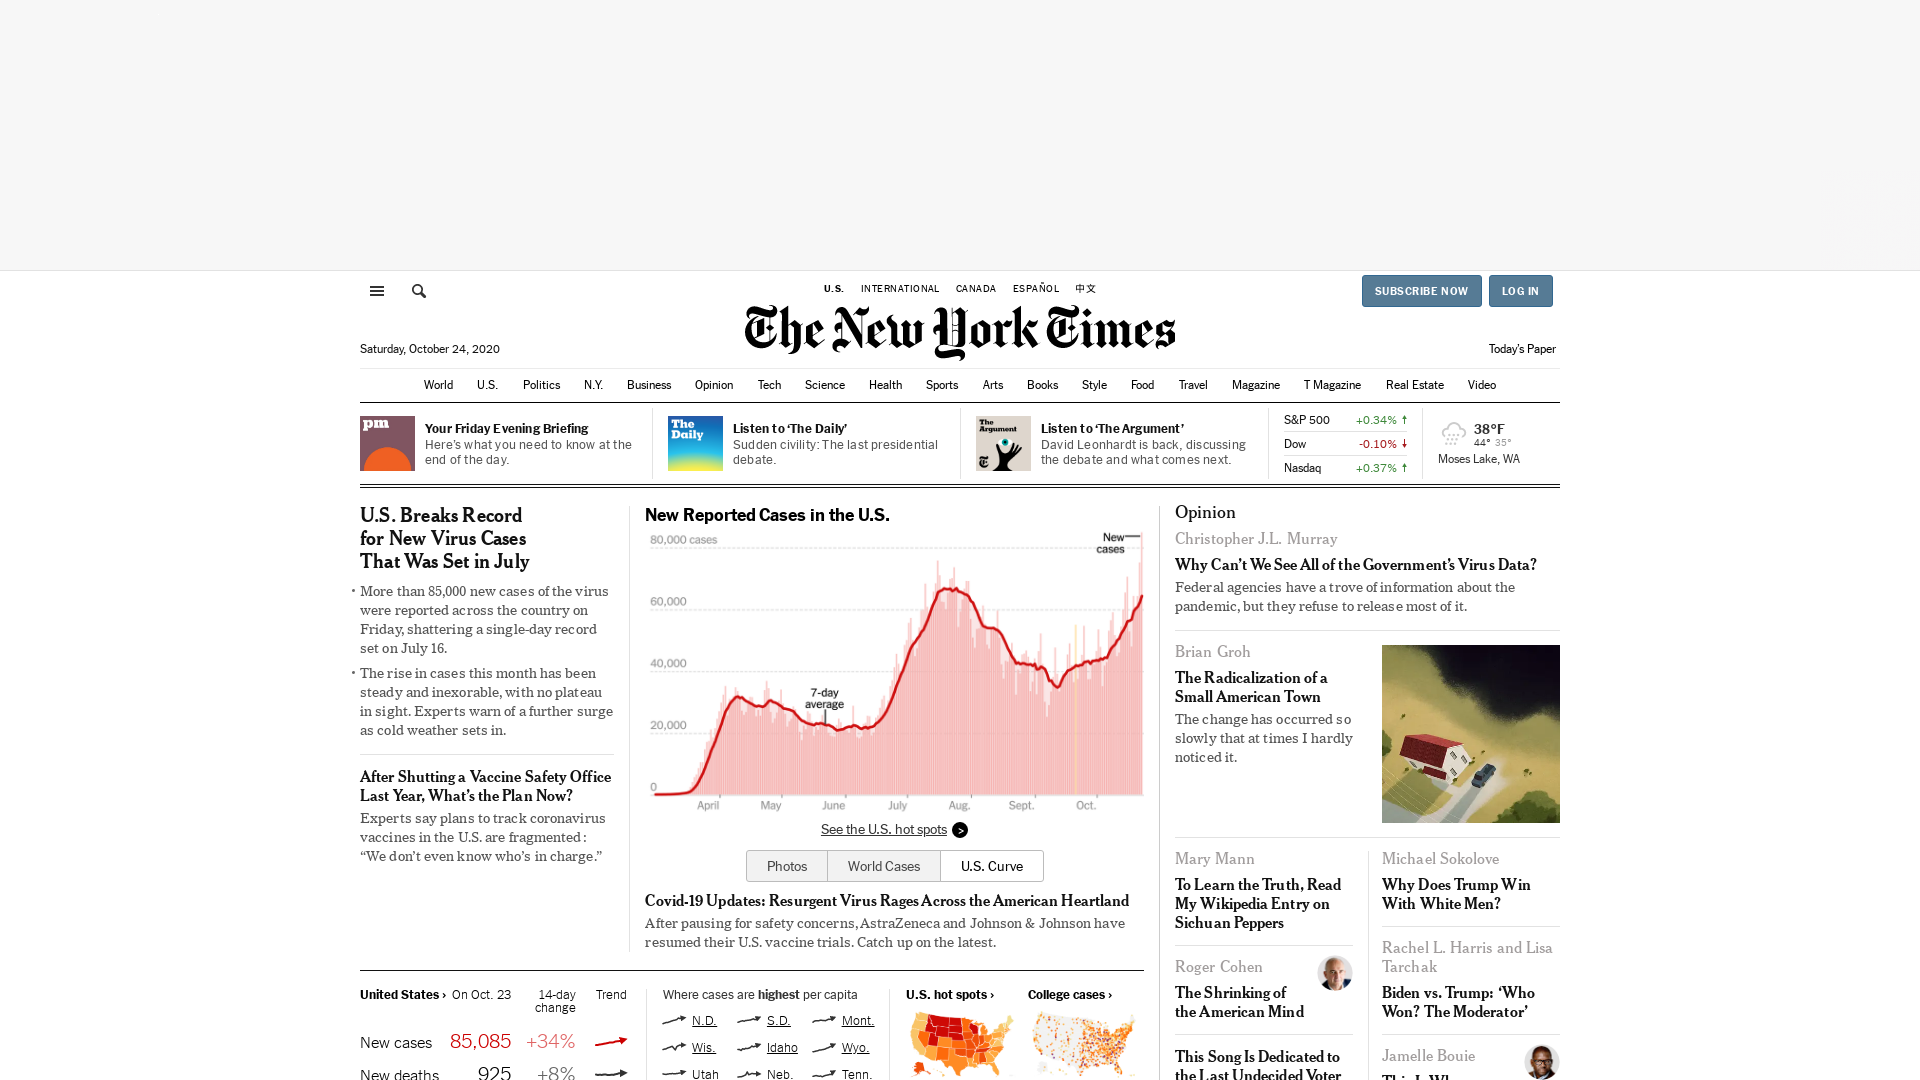 U.S.
INTERNATIONAL
CANADA
ESPAÑOL
中文
SUBSCRIBE NOW
LOG IN
The New York Times
Saturday, October 24, 2020
Today's Paper
World
U.S.
Politics
N.Y.
Business
Opinion
Tech
Science
Health
Sports
Arts
Books
Style
Food
Travel
Magazine
T Magazine
Real Estate
Video
pm
Your Friday Evening Briefing
Here's what you need to know at the
end of the day.
The
Daily
Listen to ‘The Daily’
Sudden civility: The last presidential
debate.
The
Argument
Listen to ‘The Argument’
David Leonhardt is back, discussing
the debate and what comes next.
S&P 500 +0.34%
Dow -0.10%
Nasdaq +0.37%
38°F
44° 35°
Moses Lake, WA
U.S. Breaks Record
for New Virus Cases
That Was Set in July
More than 85,000 new cases of the virus
were reported across the country on
Friday, shattering a single-day record
set on July 16.
The rise in cases this month has been
steady and inexorable, with no plateau
in sight. Experts warn of a further surge
as cold weather sets in.
After Shutting a Vaccine Safety Office
Last Year, What’s the Plan Now?
Experts say plans to track coronavirus
vaccines in the U.S. are fragmented:
“We don’t even know who’s in charge.”
New Reported Cases in the U.S.
80,000 cases
New
cases
60,000
40,000
7-day
average
20,000
0
April
May
June
July
Aug.
Sept.
Oct.
See the U.S. hot spots
Photos
World Cases
U.S. Curve
Covid-19 Updates: Resurgent Virus Rages Across the American Heartland
After pausing for safety concerns, AstraZeneca and Johnson & Johnson have
resumed their U.S. vaccine trials. Catch up on the latest.
United States ›
On Oct. 23
14-day
change
Trend
New cases 85,085 +34%
New deaths 925 +8%
Where cases are highest per capita
N.D. S.D. Mont.
Wis. Idaho Wyo.
Utah Neb. Tenn.
U.S. hot spots ›
College cases ›
Opinion
Christopher J.L. Murray
Why Can’t We See All of the Government’s Virus Data?
Federal agencies have a trove of information about the
pandemic, but they refuse to release most of it.
Brian Groh
The Radicalization of a
Small American Town
The change has occurred so
slowly that at times I hardly
noticed it.
Mary Mann
To Learn the Truth, Read
My Wikipedia Entry on
Sichuan Peppers
Roger Cohen
The Shrinking of
the American Mind
This Song Is Dedicated to
the Last Undecided Voter
Michael Sokolove
Why Does Trump Win
With White Men?
Rachel L. Harris and Lisa
Tarchak
Biden vs. Trump: ‘Who
Won? The Moderator’
Jamelle Bouie